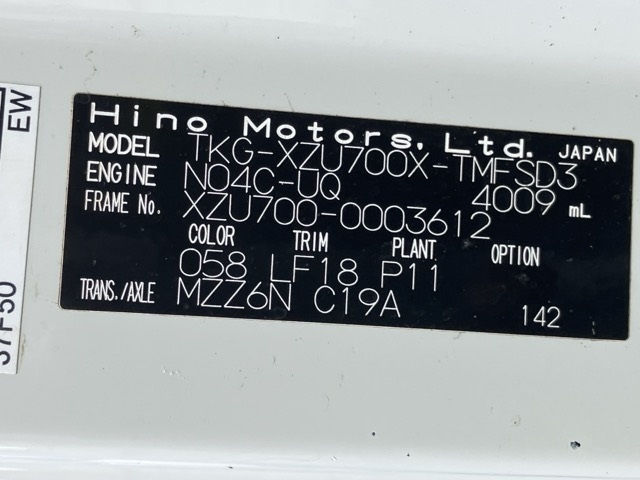 Hino Motors, Ltd. JAPAN
MODEL TKG-XZU700X-TMFSD3
ENGINE N04C-UQ 4009 mL
FRAME No. XZU700-0003612
COLOR TRIM PLANT OPTION
058 LF18 P11
TRANS./AXLE MZZ6N C19A 142
EW